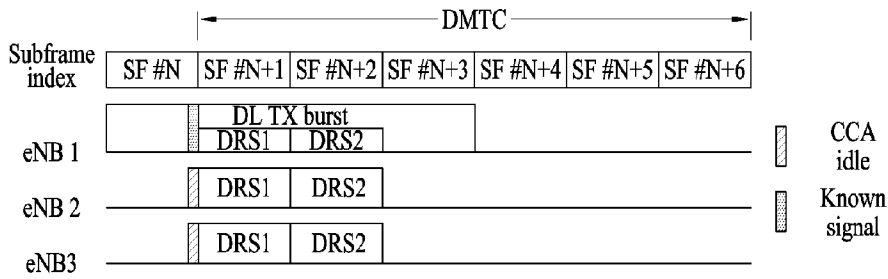 DMTC
Subframe index
SF #N SF #N+1 SF #N+2 SF #N+3 SF #N+4 SF #N+5 SF #N+6
DL TX burst
eNB 1 DRS1 DRS2
eNB 2 DRS1 DRS2
eNB3 DRS1 DRS2
CCA
idle
Known
signal